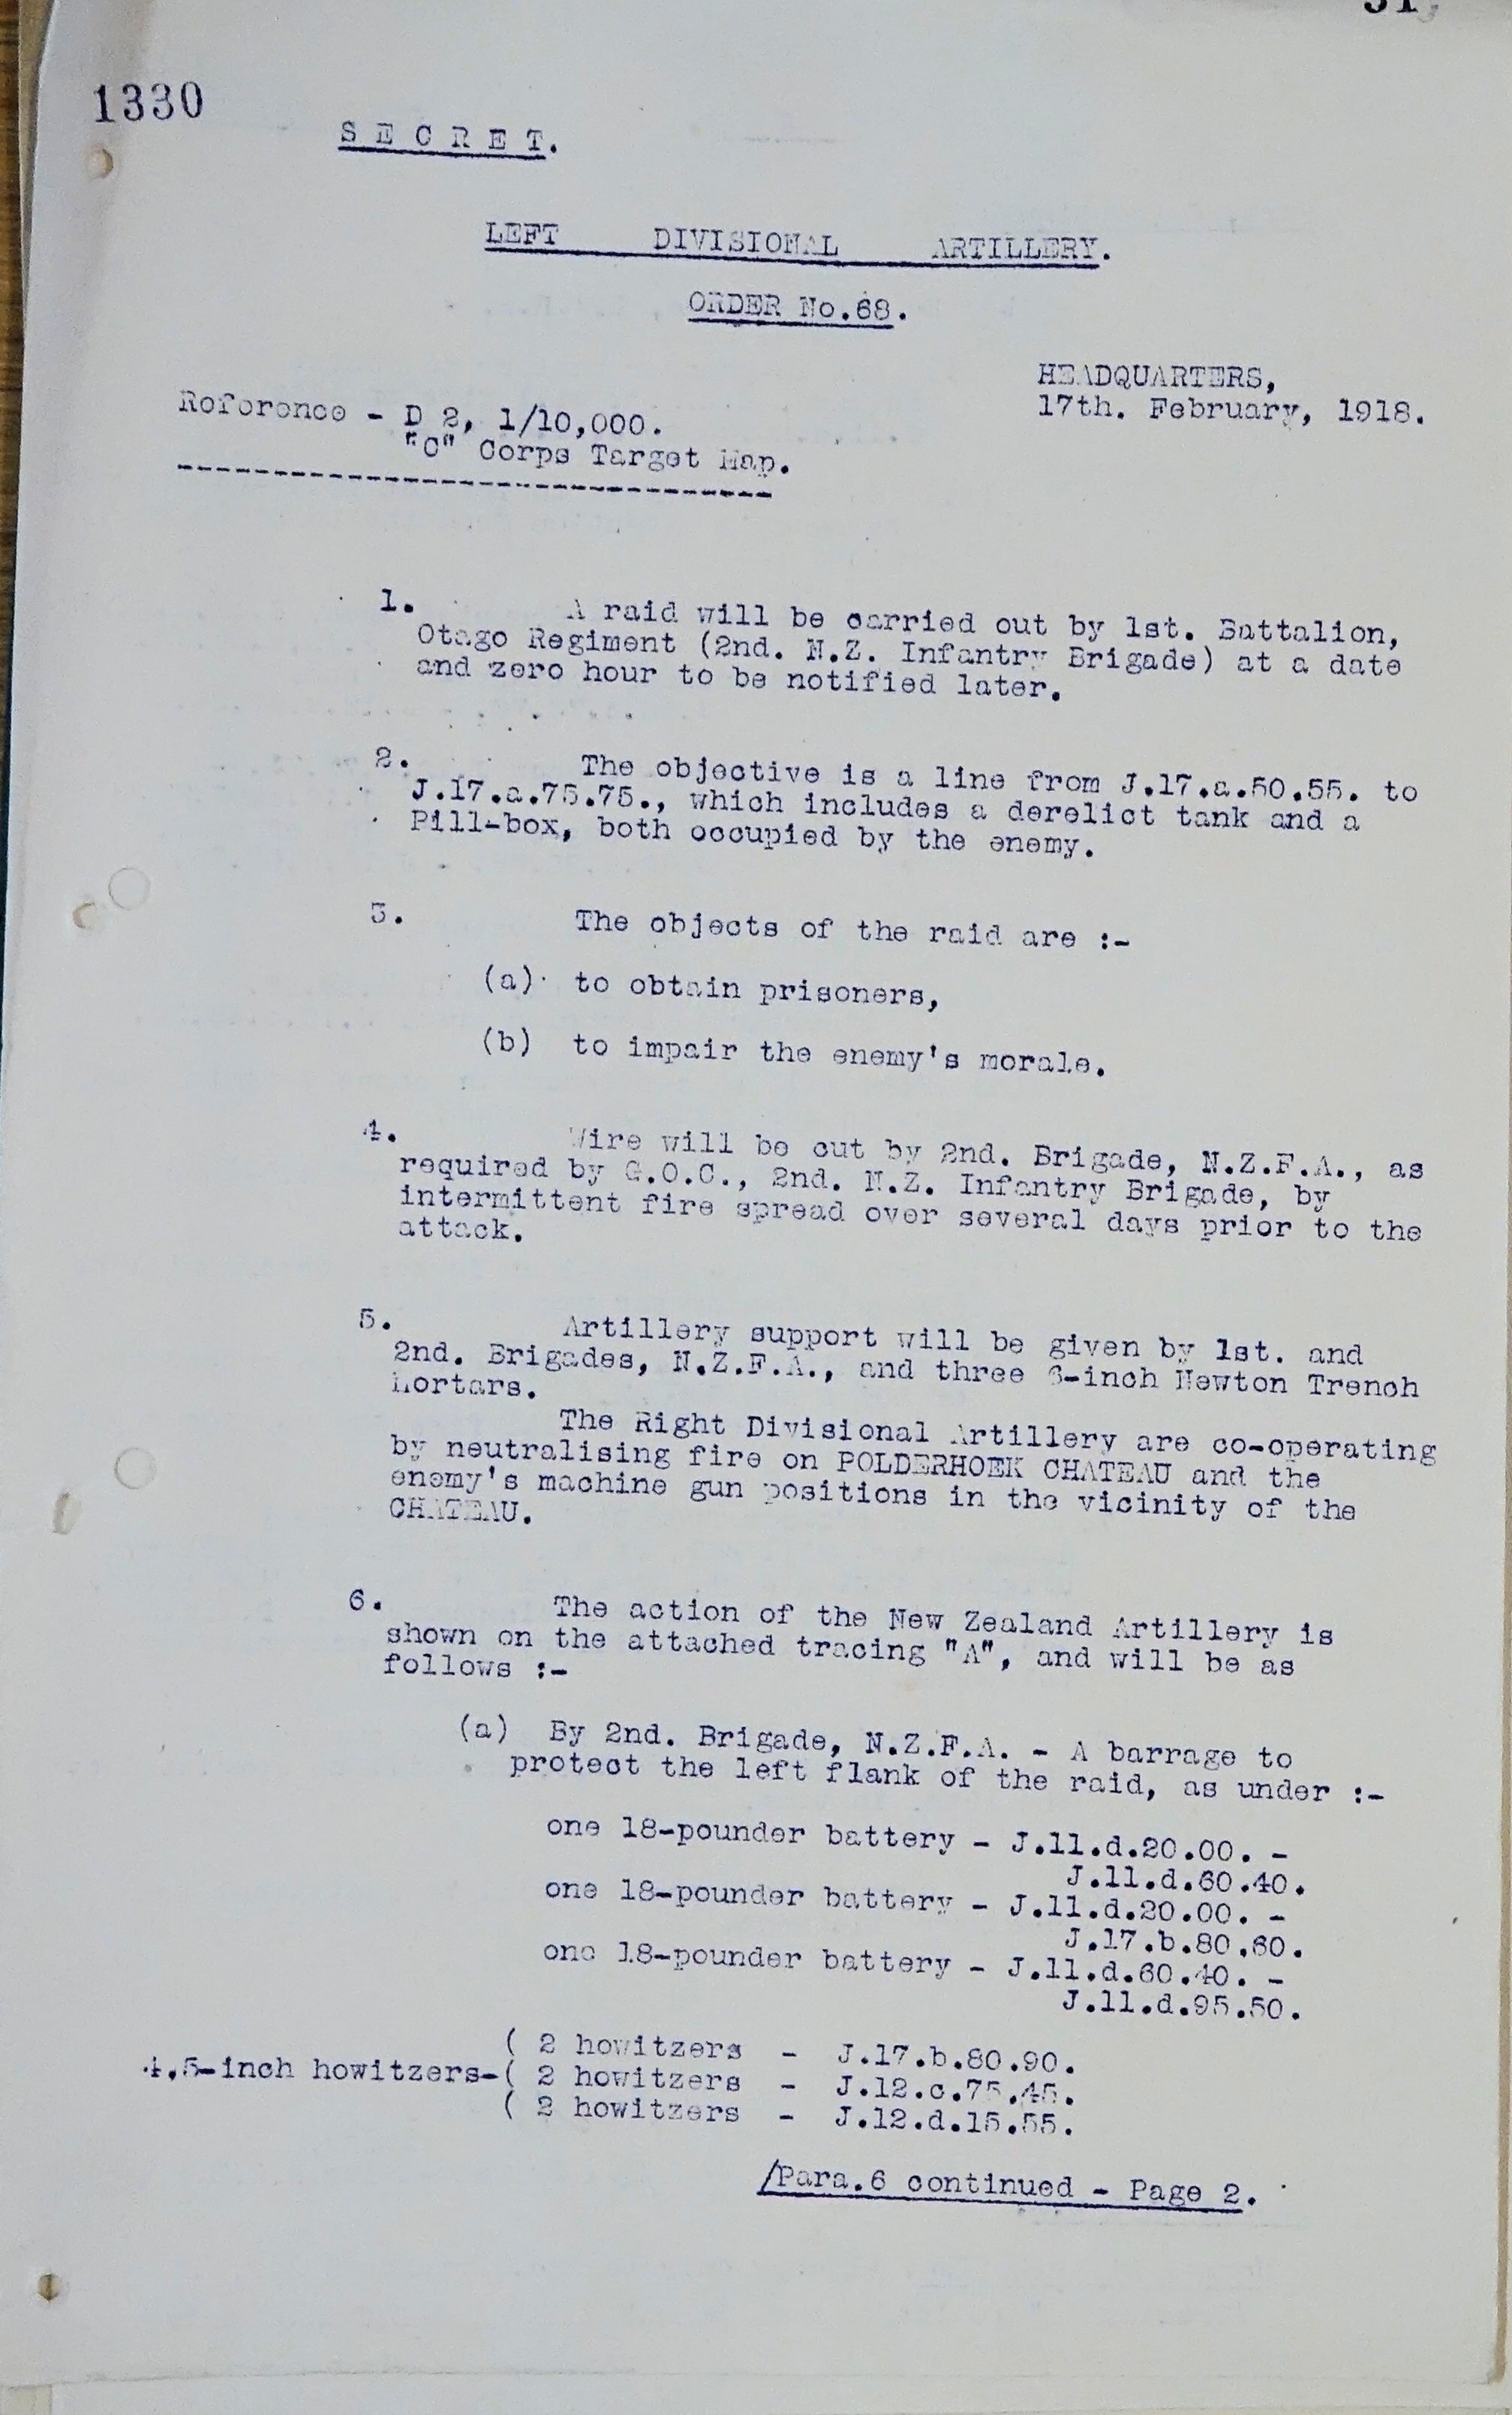 1330
S E C R E T.
LEFT DIVISIONAL ARTILLERY.
ORDER No.68.
HEADQUARTERS,
17th. February, 1918.
Reference - D 2, 1/10,000.
"C" Corps Target Map.
1. A raid will be carried out by 1st. Battalion,
Otago Regiment (2nd. N.Z. Infantry Brigade) at a date
and zero hour to be notified later.
2. The objective is a line from J.17.a.50.55. to
J.17.a.75.75., which includes a derelict tank and a
Pill-box, both occupied by the enemy.
3. The objects of the raid are :-
(a) to obtain prisoners,
(b) to impair the enemy's morale.
4. Wire will be cut by 2nd. Brigade, N.Z.F.A., as
required by G.O.C., 2nd. N.Z. Infantry Brigade, by
intermittent fire spread over several days prior to the
attack.
5. Artillery support will be given by 1st. and
2nd. Brigades, N.Z.F.A., and three 6-inch Newton Trench
Mortars.
The Right Divisional Artillery are co-operating
by neutralising fire on POLDERHOEK CHATEAU and the
enemy's machine gun positions in the vicinity of the
CHATEAU.
6. The action of the New Zealand Artillery is
shown on the attached tracing "A", and will be as
follows :-
(a) By 2nd. Brigade, N.Z.F.A. - A barrage to
protect the left flank of the raid, as under :-
one 18-pounder battery - J.11.d.20.00. -
J.11.d.60.40.
one 18-pounder battery - J.11.d.20.00. -
J.17.b.80.60.
one 18-pounder battery - J.11.d.60.40. -
J.11.d.95.50.
( 2 howitzers - J.17.b.80.90.
4.5-inch howitzers-( 2 howitzers - J.12.c.75.45.
( 2 howitzers - J.12.d.15.55.
/Para.6 continued - Page 2.